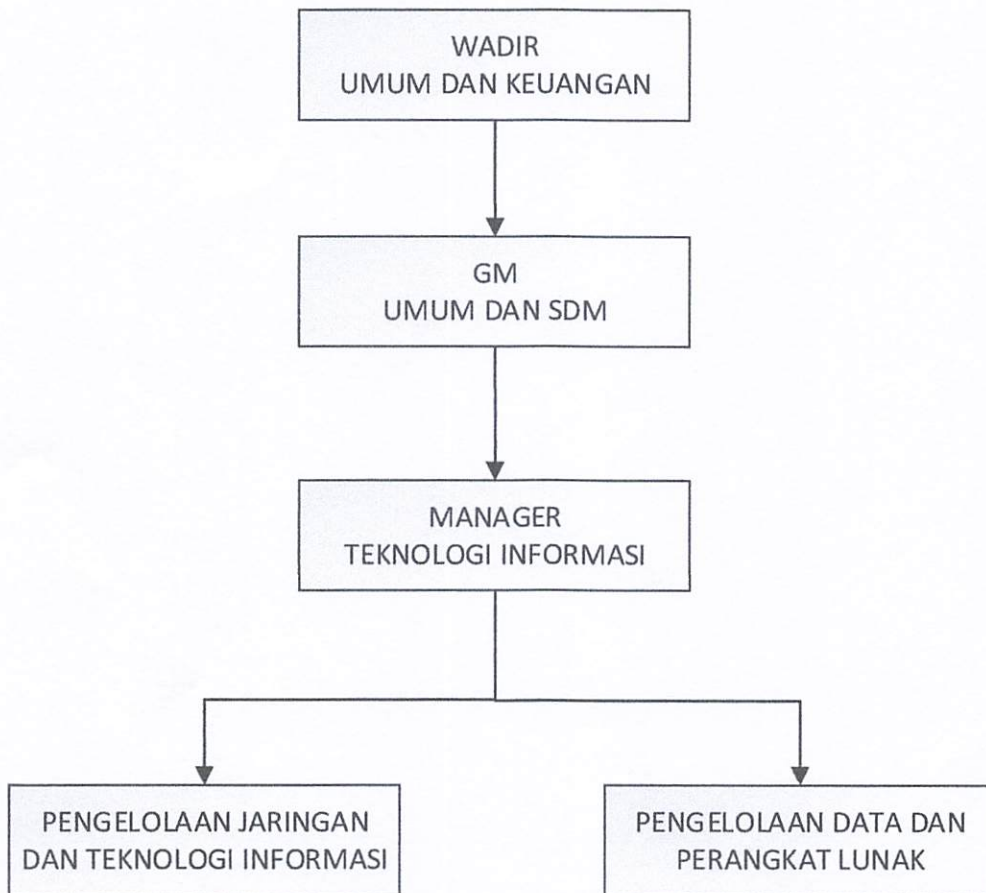 WADIR
UMUM DAN KEUANGAN
GM
UMUM DAN SDM
MANAGER
TEKNOLOGI INFORMASI
PENGELOLAAN JARINGAN
DAN TEKNOLOGI INFORMASI
PENGELOLAAN DATA DAN
PERANGKAT LUNAK